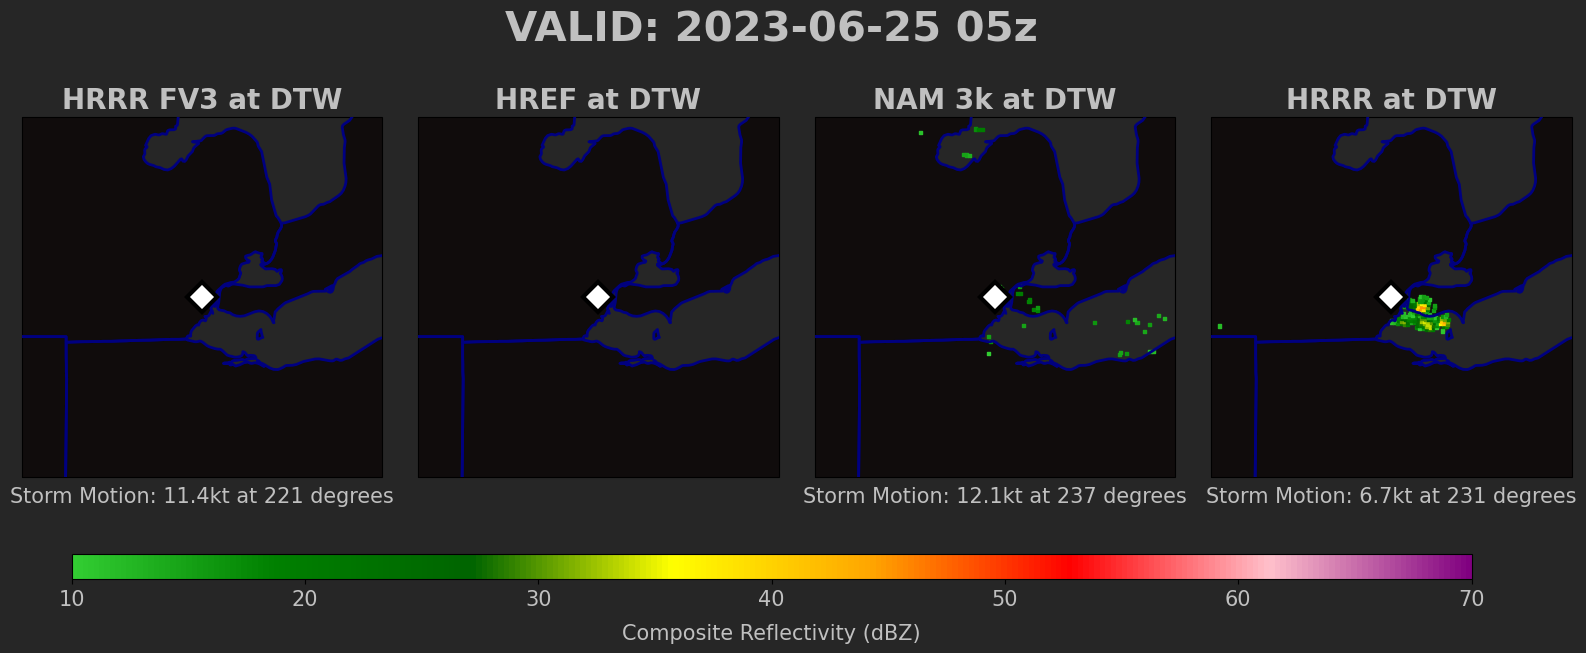 VALID: 2023-06-25 05z
HRRR FV3 at DTW
HREF at DTW
NAM 3k at DTW
HRRR at DTW
Storm Motion: 11.4kt at 221 degrees
Storm Motion: 12.1kt at 237 degrees
Storm Motion: 6.7kt at 231 degrees
10 20 30 40 50 60 70
Composite Reflectivity (dBZ)